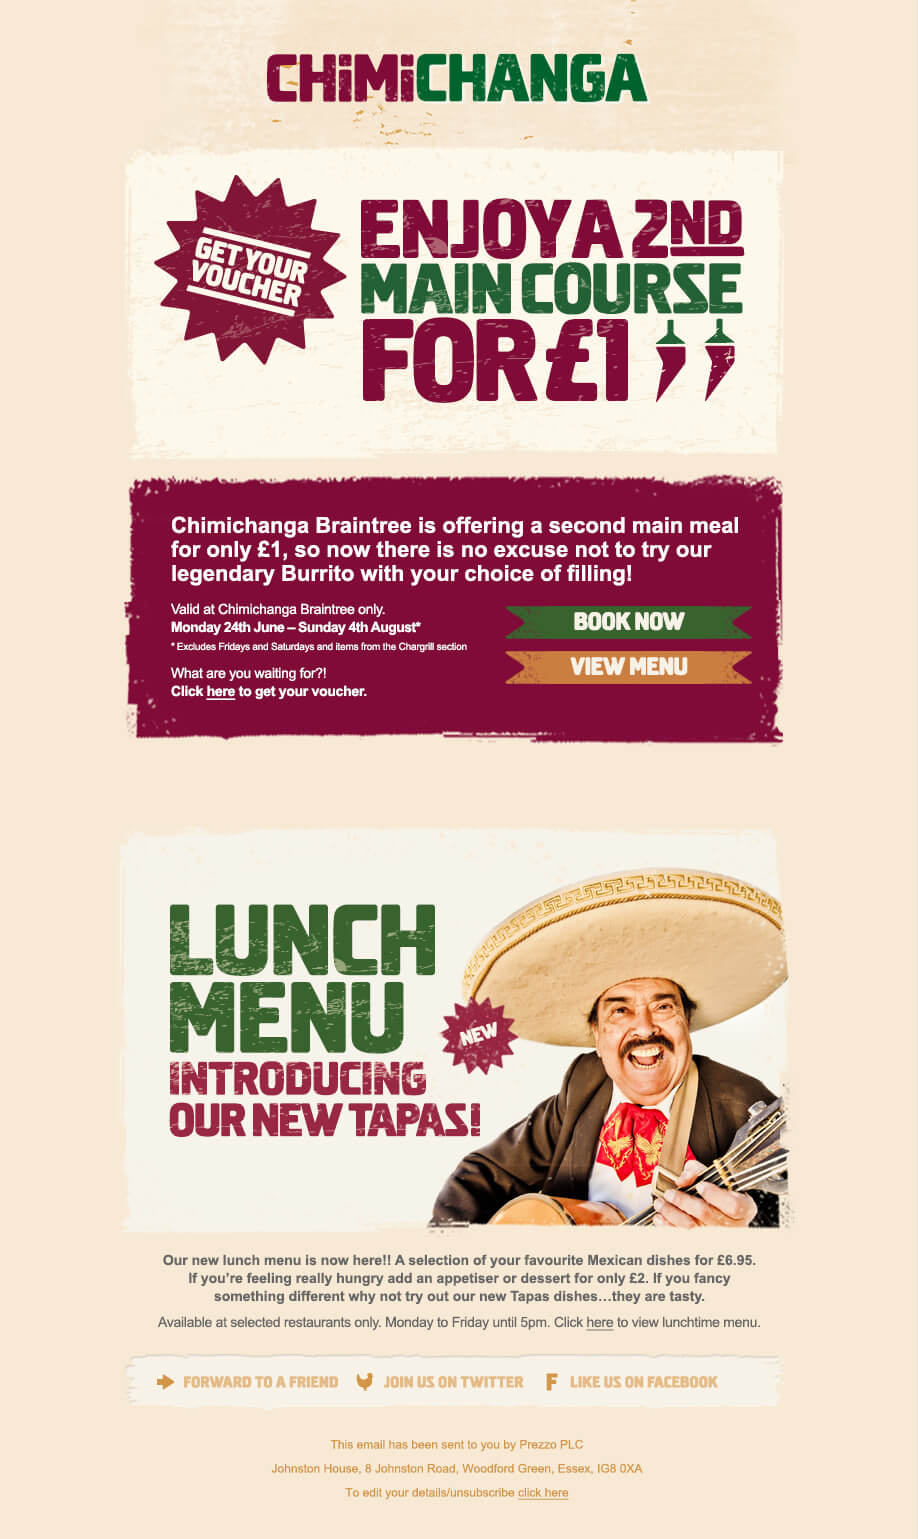 CHiMiCHANGA
GET YOUR
VOUCHER
ENJOY A 2ND
MAIN COURSE
FOR £1
Chimichanga Braintree is offering a second main meal
for only £1, so now there is no excuse not to try our
legendary Burrito with your choice of filling!
Valid at Chimichanga Braintree only.
Monday 24th June – Sunday 4th August*
* Excludes Fridays and Saturdays and items from the Chargrill section
What are you waiting for?!
Click here to get your voucher.
BOOK NOW
VIEW MENU
LUNCH
MENU
INTRODUCING
OUR NEW TAPAS!
NEW
Our new lunch menu is now here!! A selection of your favourite Mexican dishes for £6.95.
If you’re feeling really hungry add an appetiser or dessert for only £2. If you fancy
something different why not try out our new Tapas dishes…they are tasty.
Available at selected restaurants only. Monday to Friday until 5pm. Click here to view lunchtime menu.
FORWARD TO A FRIEND JOIN US ON TWITTER F LIKE US ON FACEBOOK
This email has been sent to you by Prezzo PLC
Johnston House, 8 Johnston Road, Woodford Green, Essex, IG8 0XA
To edit your details/unsubscribe click here